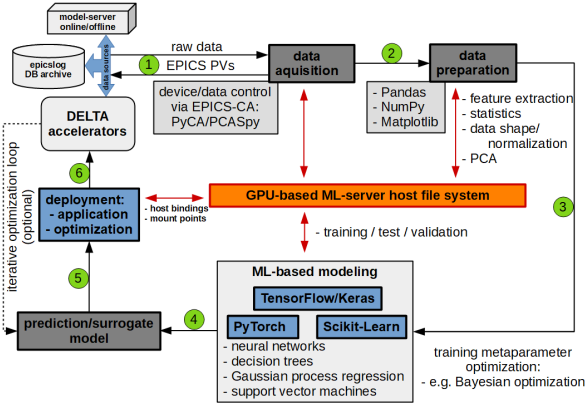 model-server
online/offline
epicslog
DB archive
data sources
1
raw data
EPICS PVs
data
aquisition
2
data
preparation
device/data control
via EPICS-CA:
PyCA/PCASpy
- Pandas
- NumPy
- Matplotlib
- feature extraction
- statistics
- data shape/
normalization
- PCA
DELTA
accelerators
6
iterative optimization loop
(optional)
deployment:
- application
- optimization
- host bindings
- mount points
GPU-based ML-server host file system
3
- training / test / validation
5
ML-based modeling
TensorFlow/Keras
PyTorch
Scikit-Learn
- neural networks
- decision trees
- Gaussian process regression
- support vector machines
4
prediction/surrogate
model
training metaparameter
optimization:
- e.g. Bayesian optimization